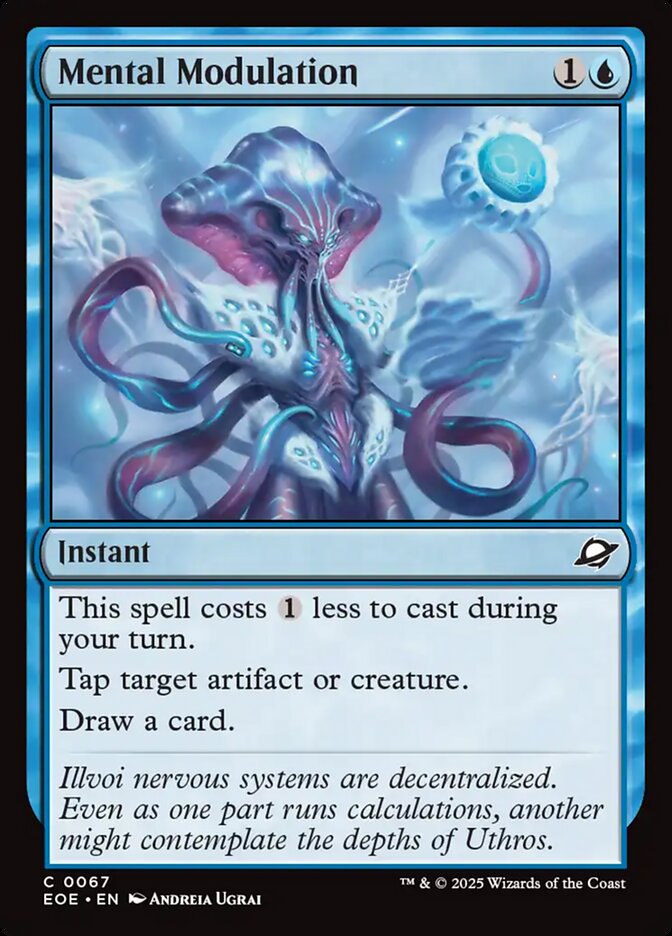 Mental Modulation 1
Instant
This spell costs 1 less to cast during
your turn.
Tap target artifact or creature.
Draw a card.
Illvoi nervous systems are decentralized.
Even as one part runs calculations, another
might contemplate the depths of Uthros.
C 0067
EOE • EN Andreia Ugrai
™ & © 2025 Wizards of the Coast